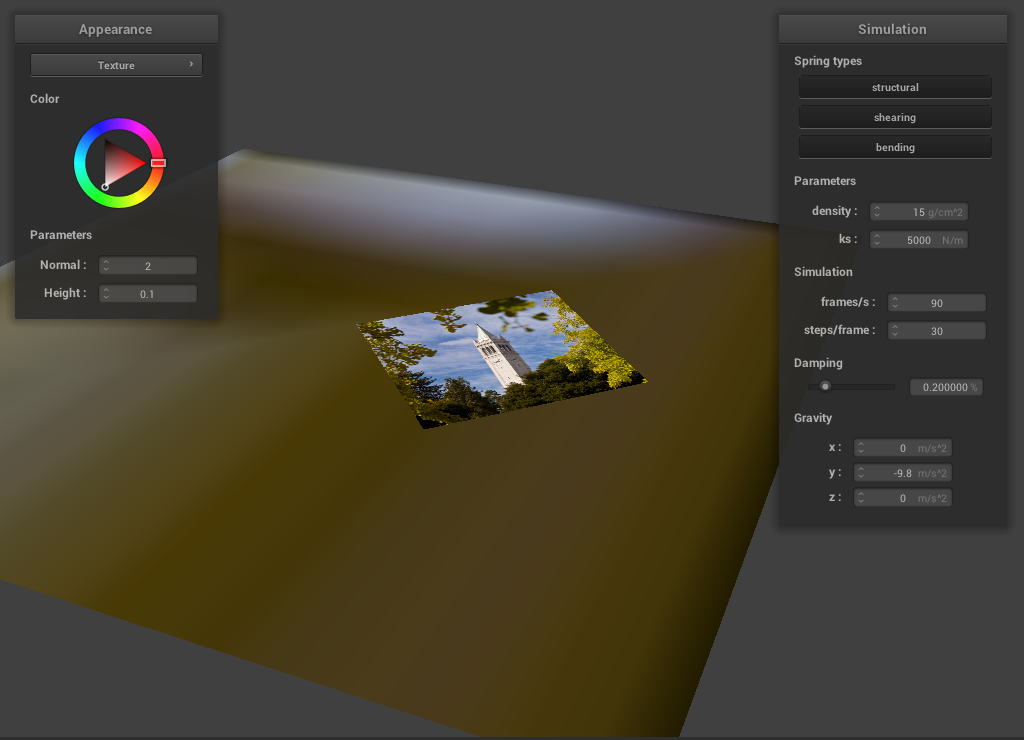 Appearance
Texture
Color
Parameters
Normal : 2
Height : 0.1
Simulation
Spring types
structural
shearing
bending
Parameters
density : 15 g/cm^2
ks : 5000 N/m
Simulation
frames/s : 90
steps/frame : 30
Damping
0.200000 %
Gravity
x : 0 m/s^2
y : -9.8 m/s^2
z : 0 m/s^2